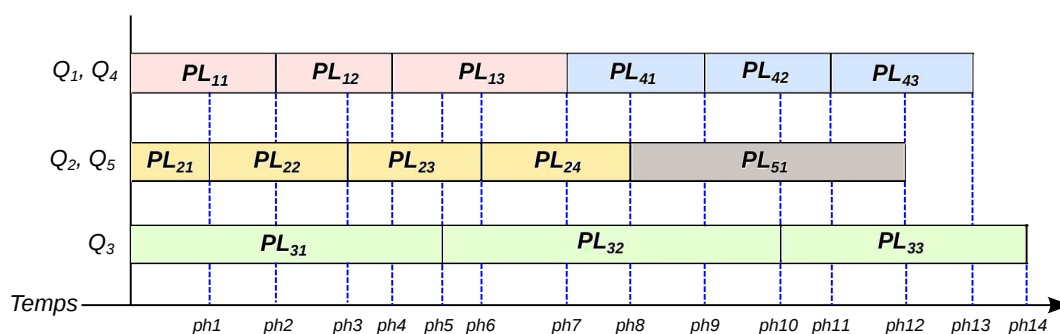 Q1, Q4 PL11 PL12 PL13 PL41 PL42 PL43
Q2, Q5 PL21 PL22 PL23 PL24 PL51
Q3 PL31 PL32 PL33
Temps
ph1 ph2 ph3 ph4 ph5 ph6 ph7 ph8 ph9 ph10 ph11 ph12 ph13 ph14